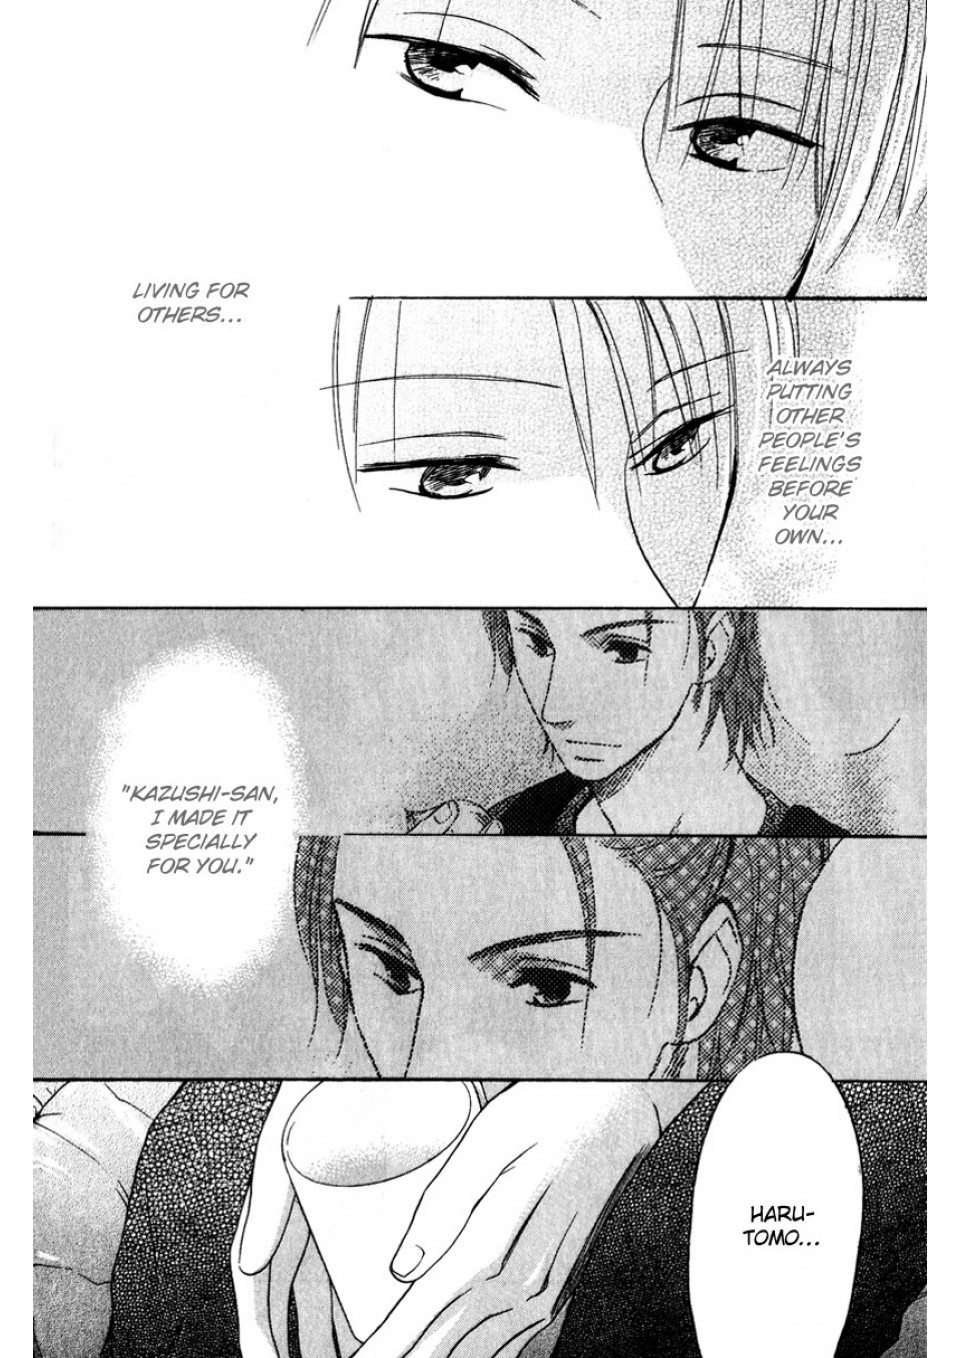 LIVING FOR
OTHERS...
ALWAYS
PUTTING
OTHER
PEOPLE'S
FEELINGS
BEFORE
YOUR
OWN...
"KAZUSHI-SAN,
I MADE IT
SPECIALLY
FOR YOU."
HARU-
TOMO...